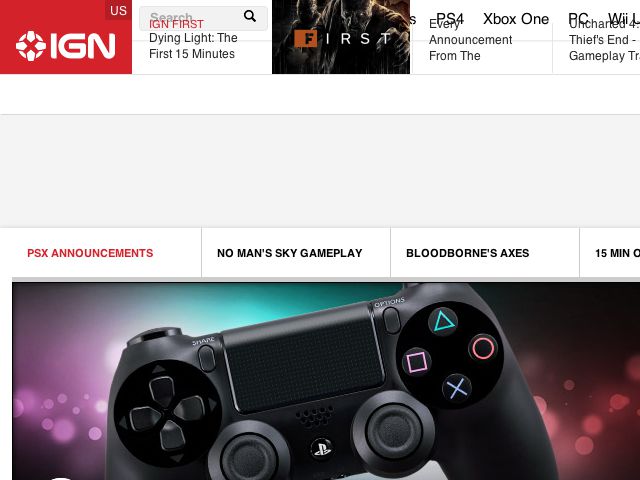 US
IGN
Search
PS4 Xbox One PC Wii
IGN FIRST
Dying Light: The
First 15 Minutes
FIRST
Every
Announcement
From The
Uncharted 4:
Thief's End -
Gameplay
PSX ANNOUNCEMENTS
NO MAN'S SKY GAMEPLAY
BLOODBORNE'S AXES
15 MIN
SHARE
OPTIONS